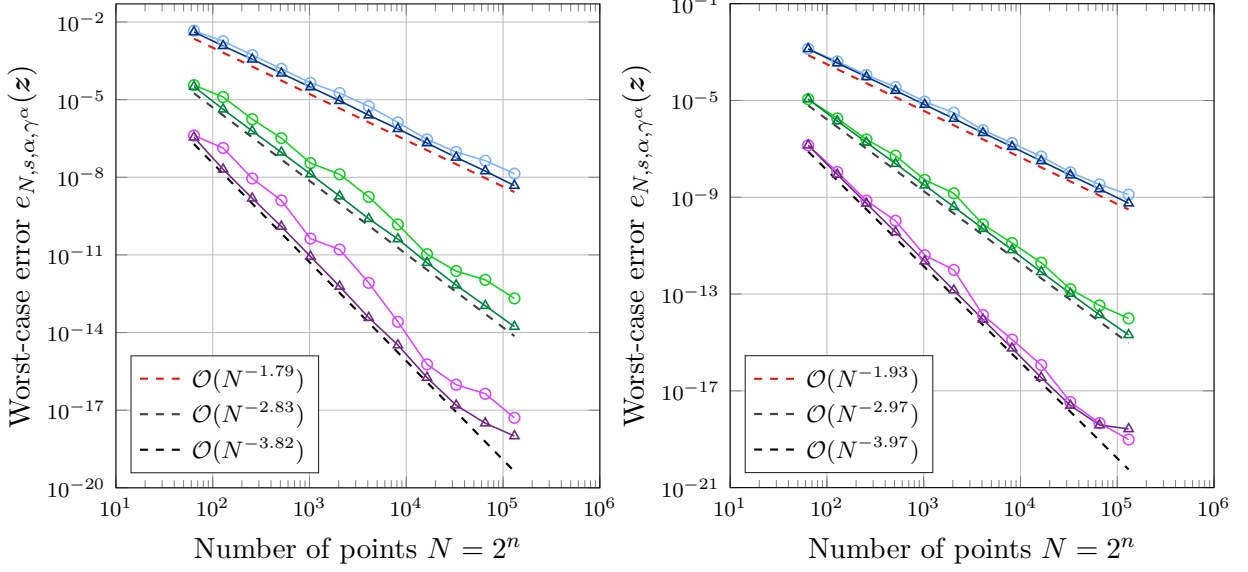 Worst-case error e_{N,s,α,γ^α}(z)
10^{−2}
10^{−5}
10^{−8}
10^{−11}
10^{−14}
10^{−17}
10^{−20}
O(N^{−1.79})
O(N^{−2.83})
O(N^{−3.82})
10^1 10^2 10^3 10^4 10^5 10^6
Number of points N = 2^n
Worst-case error e_{N,s,α,γ^α}(z)
10^{−1}
10^{−5}
10^{−9}
10^{−13}
10^{−17}
10^{−21}
O(N^{−1.93})
O(N^{−2.97})
O(N^{−3.97})
10^1 10^2 10^3 10^4 10^5 10^6
Number of points N = 2^n